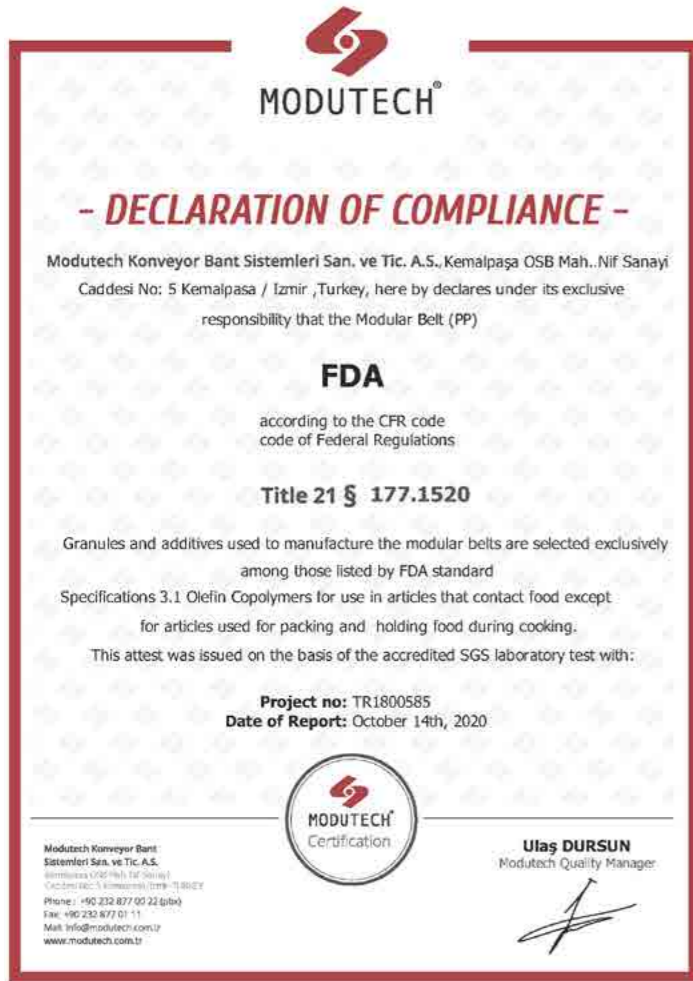 MODUTECH®
- DECLARATION OF COMPLIANCE -
Modutech Konveyor Bant Sistemleri San. ve Tic. A.S., Kemalpaşa OSB Mah..Nif Sanayi
Caddesi No: 5 Kemalpasa / Izmir ,Turkey, here by declares under its exclusive
responsibility that the Modular Belt (PP)
FDA
according to the CFR code
code of Federal Regulations
Title 21 § 177.1520
Granules and additives used to manufacture the modular belts are selected exclusively
among those listed by FDA standard
Specifications 3.1 Olefin Copolymers for use in articles that contact food except
for articles used for packing and holding food during cooking.
This attest was issued on the basis of the accredited SGS laboratory test with:
Project no: TR1800585
Date of Report: October 14th, 2020
MODUTECH®
Certification
Modutech Konveyor Bant
Sistemleri San. ve Tic. A.S.
Phone : +90 232 877 00 22 (pbx)
Fax: +90 232 877 01 11
Mail: info@modutech.com.tr
www.modutech.com.tr
Ulaş DURSUN
Modutech Quality Manager